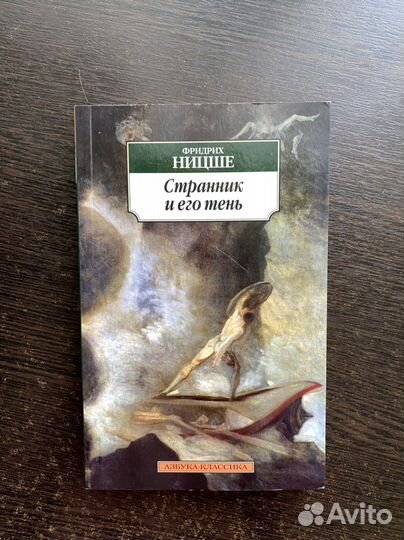 ФРИДРИХ
НИЦШЕ
Странник
и его тень
АЗБУКА-КЛАССИКА
Avito